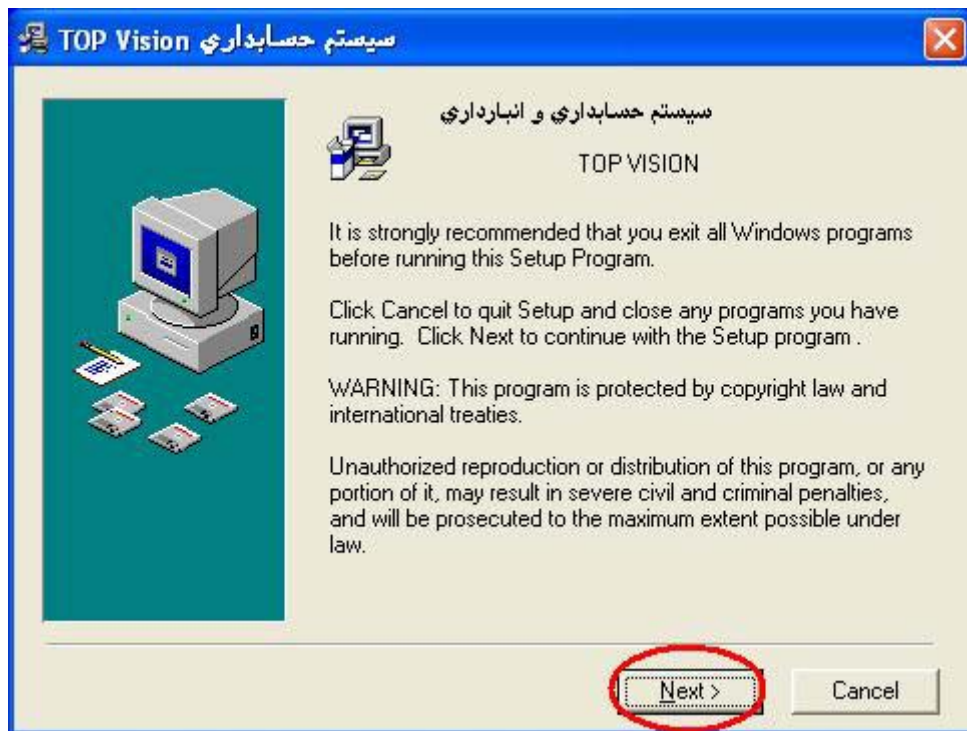 سيستم حسابداري TOP Vision
سيستم حسابداري و انبارداري
TOP VISION
It is strongly recommended that you exit all Windows programs
before running this Setup Program.
Click Cancel to quit Setup and close any programs you have
running.  Click Next to continue with the Setup program .
WARNING: This program is protected by copyright law and
international treaties.
Unauthorized reproduction or distribution of this program, or any
portion of it, may result in severe civil and criminal penalties,
and will be prosecuted to the maximum extent possible under
law.
Next >
Cancel